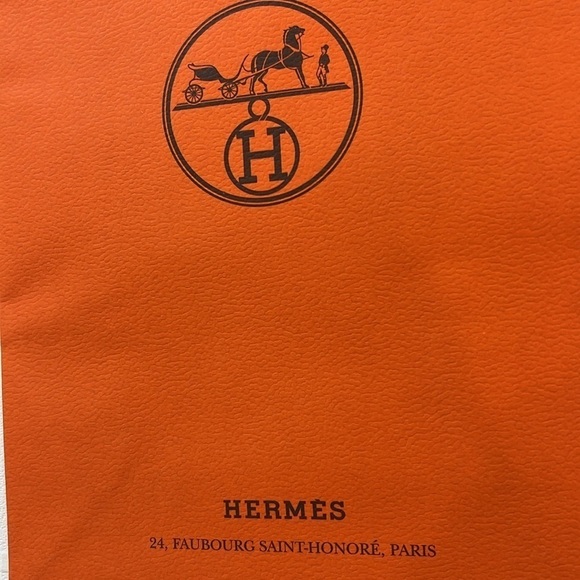 H
HERMÈS
24, FAUBOURG SAINT-HONORÉ, PARIS